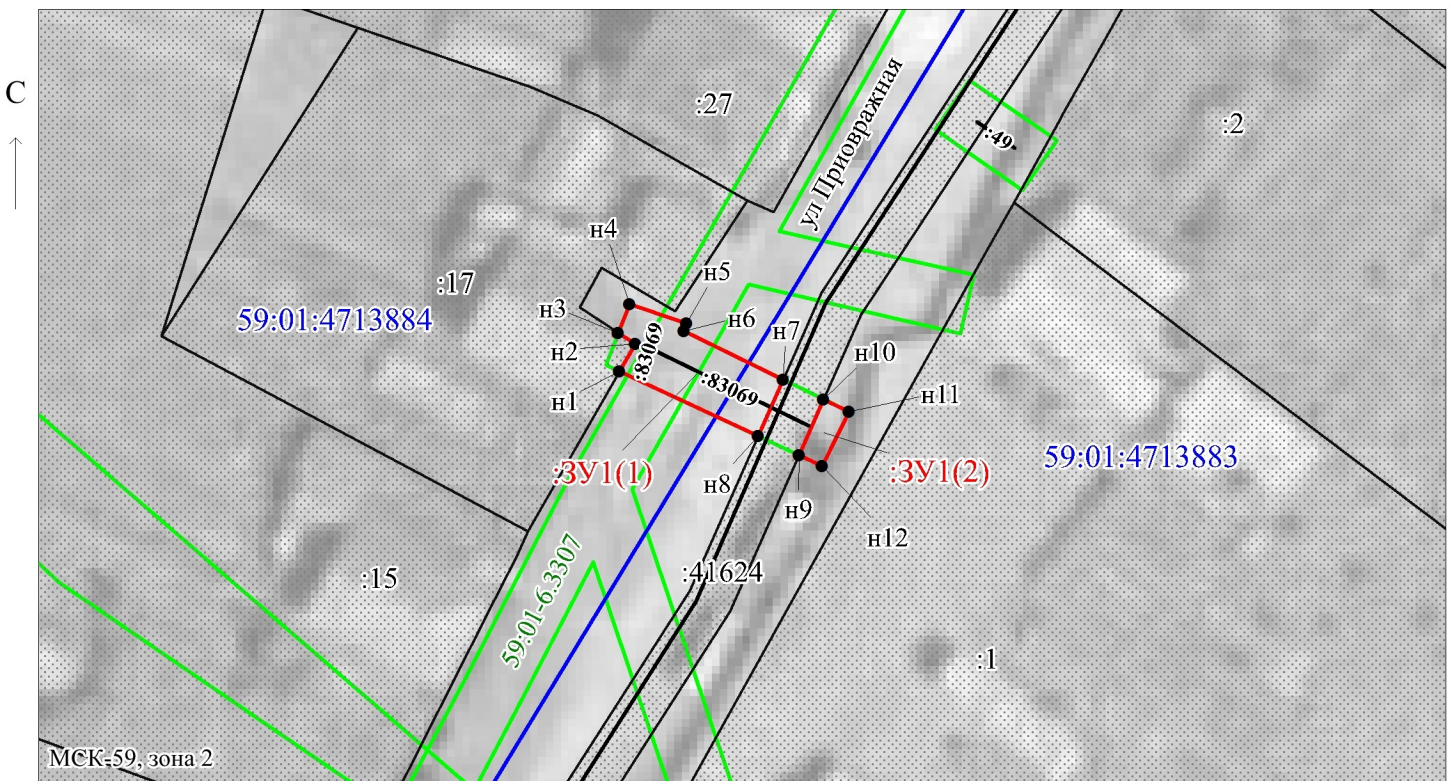 С
:27
ул Приовражная
:49
:2
н4
:17
н5
н3
59:01:4713884
н6
н7
н2
:83069
н10
:83069
н1
н11
:ЗУ1(1)
59:01:4713883
:ЗУ1(2)
н8
н9
н12
:15
:41624
59:01-6.3307
:1
МСК-59, зона 2